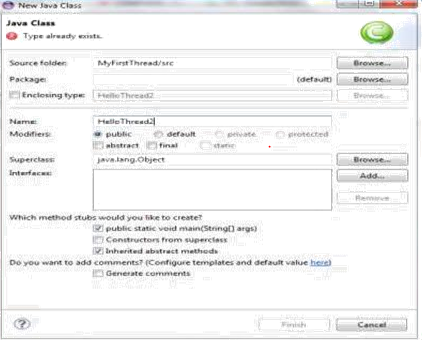 New Java Class
Java Class
Type already exists.
Source folder: MyFirstThread/src Browse...
Package: (default) Browse...
Enclosing type: HelloThread2 Browse...
Name: HelloThread2
Modifiers: public default private protected
abstract final static
Superclass: java.lang.Object Browse...
Interfaces: Add...
Remove
Which method stubs would you like to create?
public static void main(String[] args)
Constructors from superclass
Inherited abstract methods
Do you want to add comments? (Configure templates and default value here)
Generate comments
? Finish Cancel